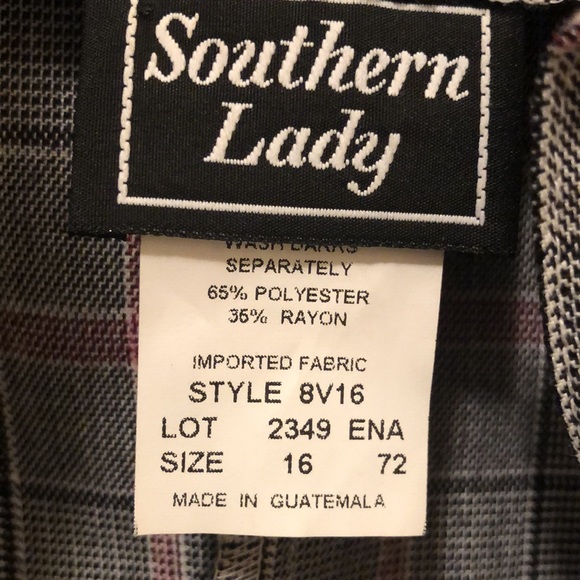 Southern
Lady
WASH DARKS
SEPARATELY
65% POLYESTER
35% RAYON
IMPORTED FABRIC
STYLE 8V16
LOT 2349 ENA
SIZE 16 72
MADE IN GUATEMALA